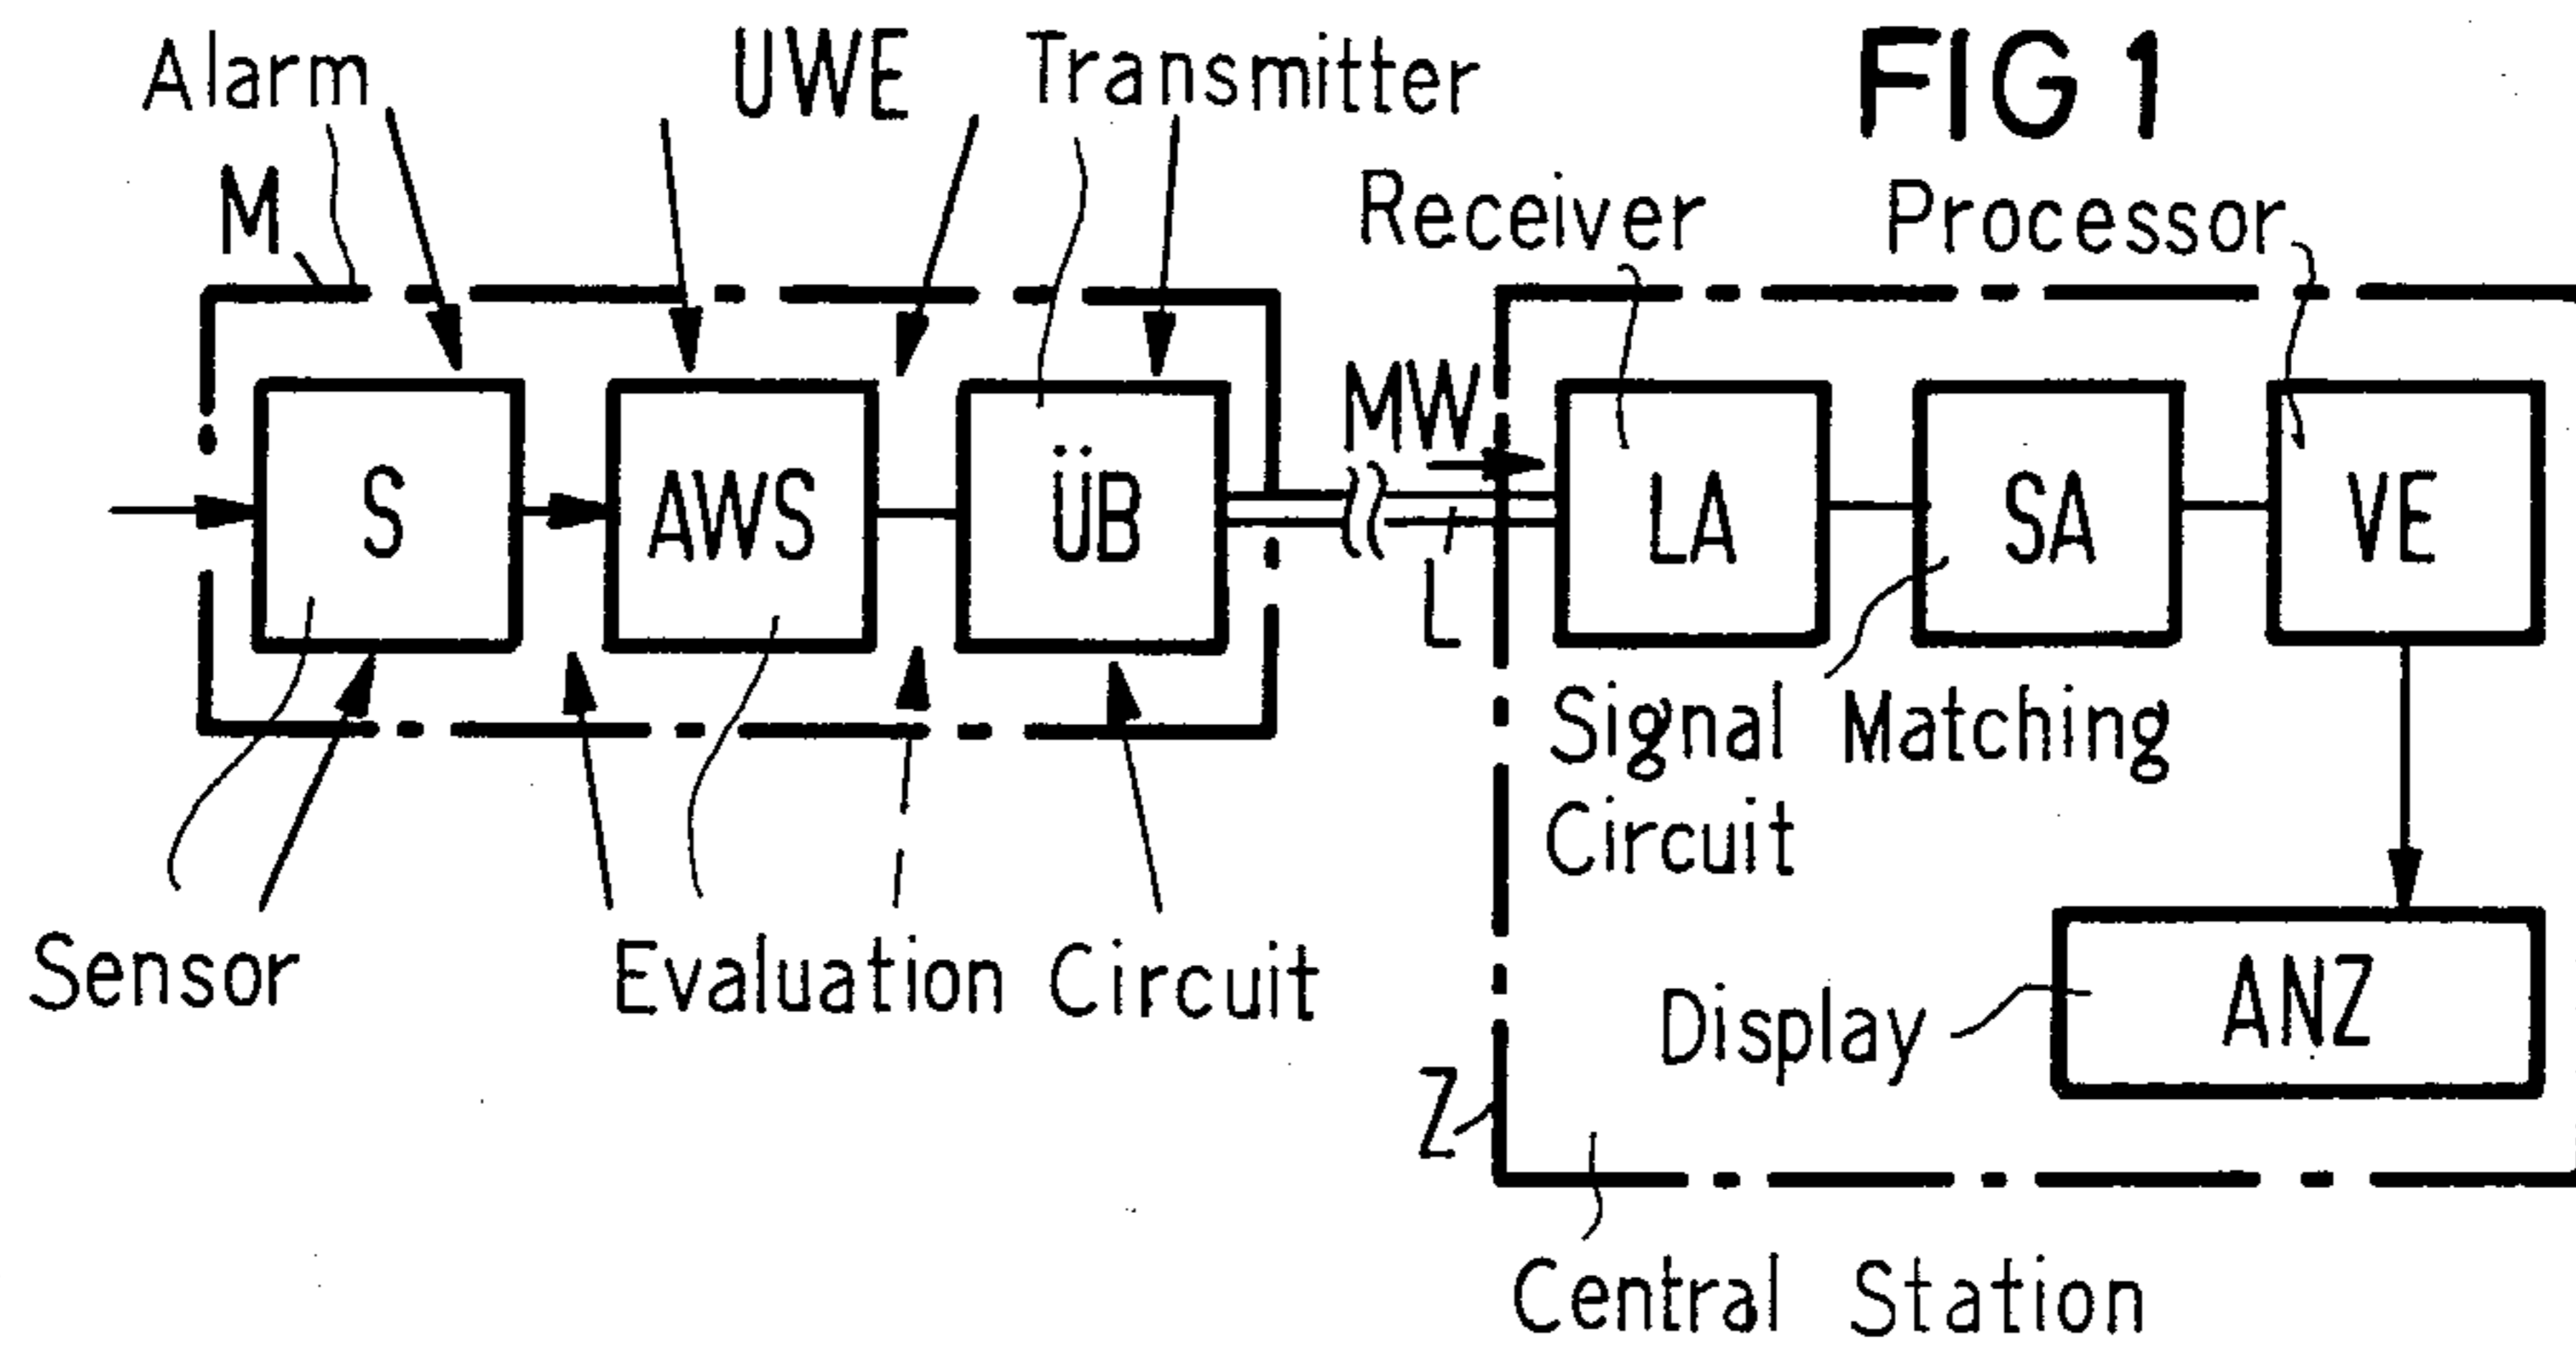 FIG 1
Alarm
UWE
Transmitter
M
Receiver
Processor
MW
S
AWS
ÜB
LA
SA
VE
L
Signal Matching
Circuit
Sensor
Evaluation Circuit
Display
ANZ
Z
Central Station